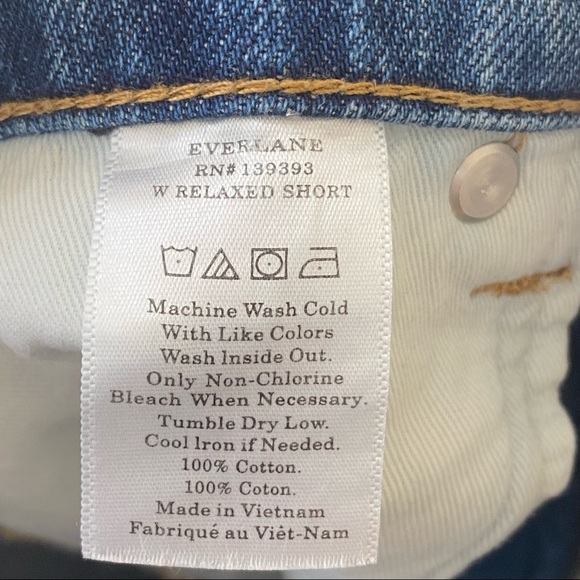 EVERLANE
RN# 139393
W RELAXED SHORT
Machine Wash Cold
With Like Colors
Wash Inside Out.
Only Non-Chlorine
Bleach When Necessary.
Tumble Dry Low.
Cool Iron if Needed.
100% Cotton.
100% Coton.
Made in Vietnam
Fabriqué au Viêt-Nam